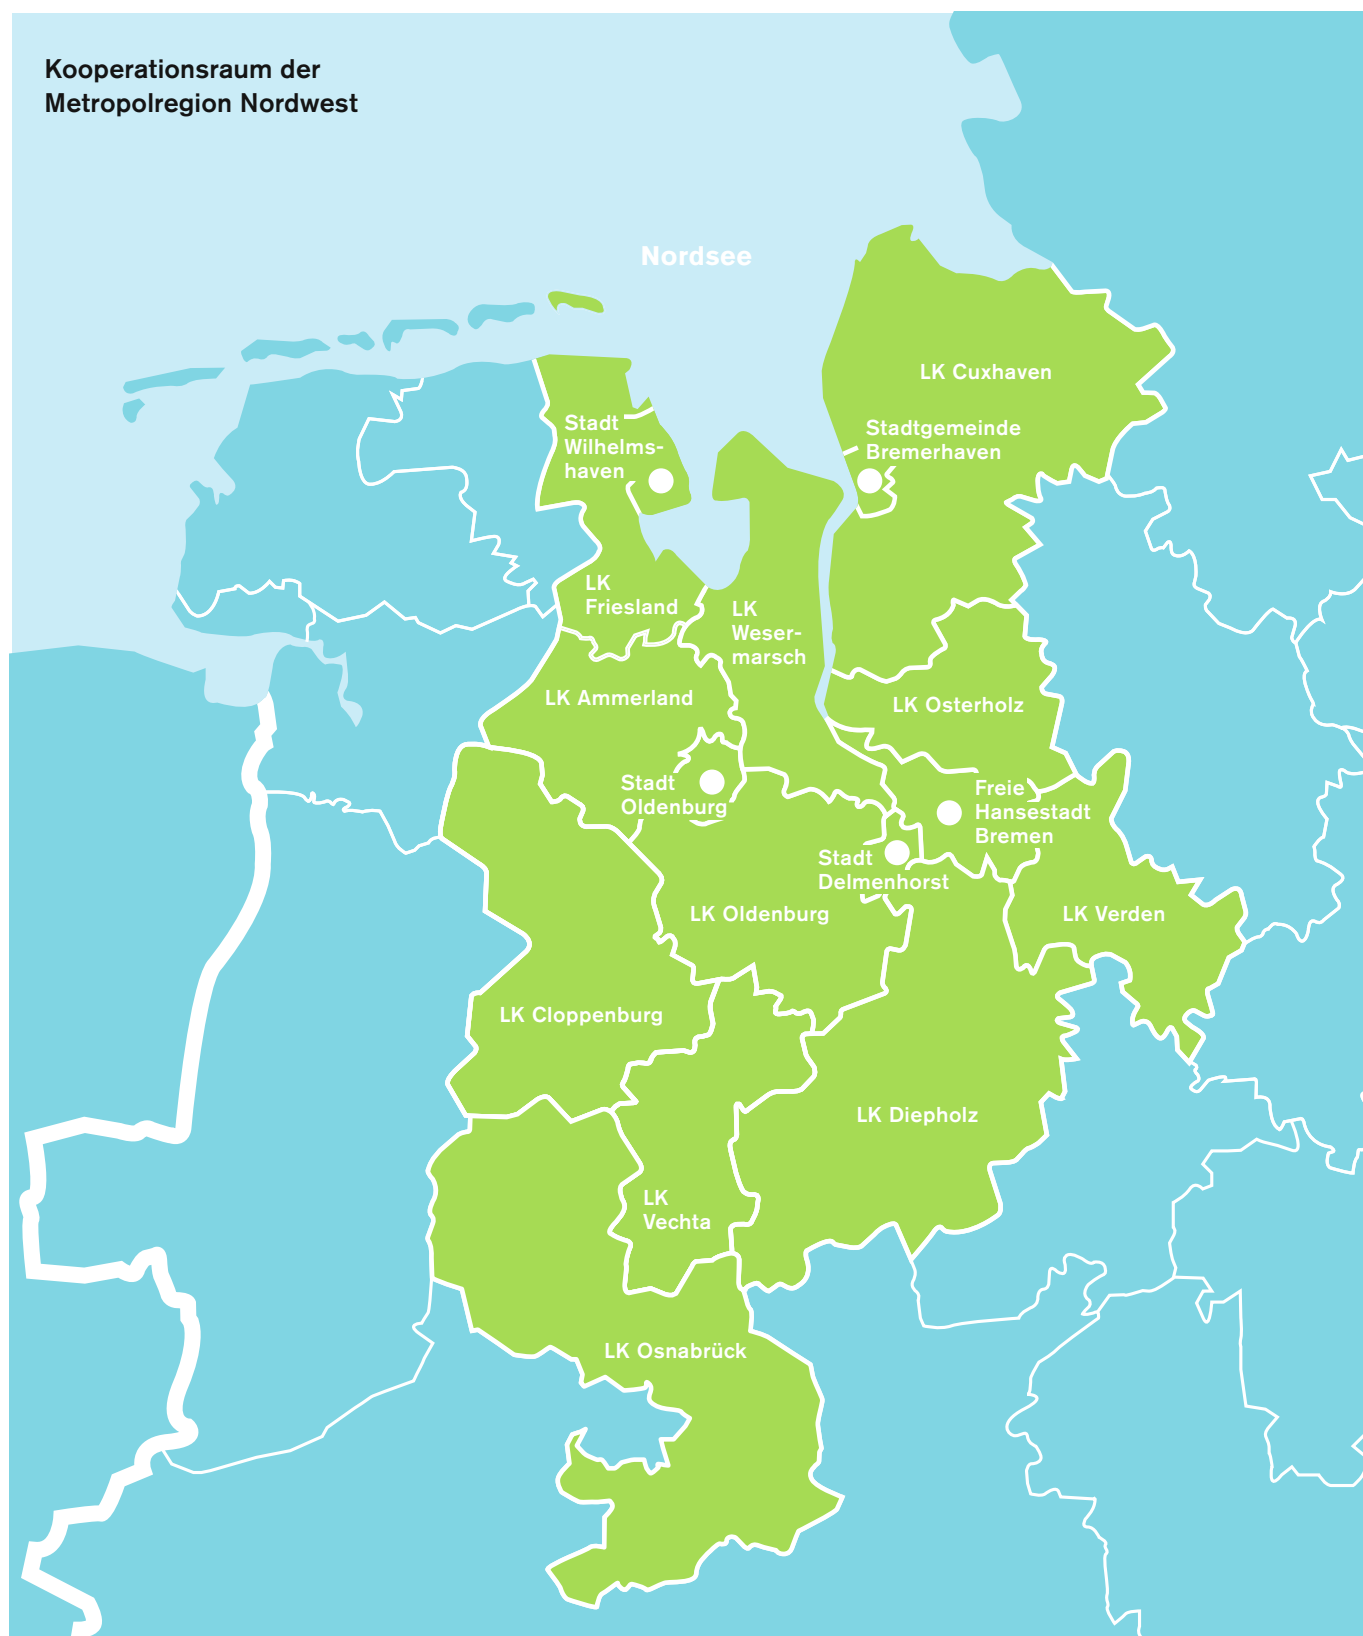 Kooperationsraum der
Metropolregion Nordwest
Nordsee
LK Cuxhaven
Stadt
Wilhelms-
haven
Stadtgemeinde
Bremerhaven
LK
Friesland
LK
Weser-
marsch
LK Ammerland
LK Osterholz
Stadt
Oldenburg
Freie
Hansestadt
Bremen
Stadt
Delmenhorst
LK Oldenburg
LK Verden
LK Cloppenburg
LK Diepholz
LK
Vechta
LK Osnabrück